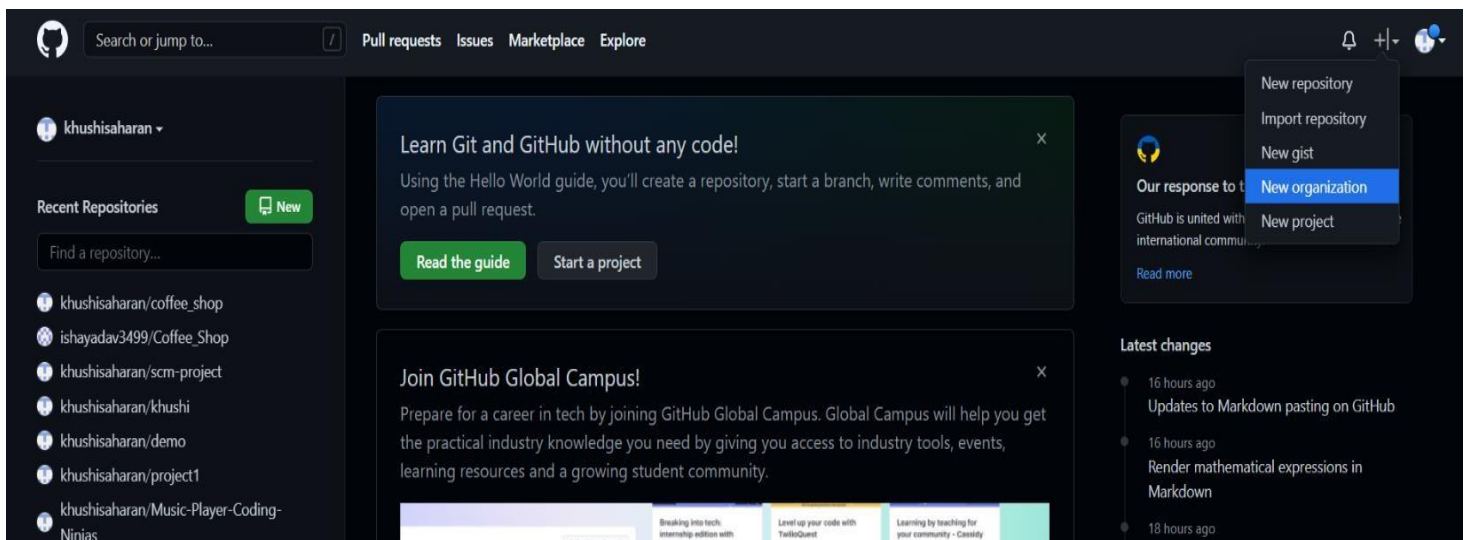 Search or jump to...
/
Pull requests Issues Marketplace Explore
New repository
Import repository
New gist
New organization
New project
khushisaharan
Recent Repositories
New
Find a repository...
khushisaharan/coffee_shop
ishayadav3499/Coffee_Shop
khushisaharan/scm-project
khushisaharan/khushi
khushisaharan/demo
khushisaharan/project1
khushisaharan/Music-Player-Coding-
Ninjas
Learn Git and GitHub without any code!
Using the Hello World guide, you'll create a repository, start a branch, write comments, and
open a pull request.
Read the guide
Start a project
Join GitHub Global Campus!
Prepare for a career in tech by joining GitHub Global Campus. Global Campus will help you get
the practical industry knowledge you need by giving you access to industry tools, events,
learning resources and a growing student community.
Breaking into tech:
internship edition with
Level up your code with
TwilioQuest
Learning by teaching for
your community - Cassidy
Our response to t
GitHub is united with
international commu
Read more
Latest changes
16 hours ago
Updates to Markdown pasting on GitHub
16 hours ago
Render mathematical expressions in
Markdown
18 hours ago